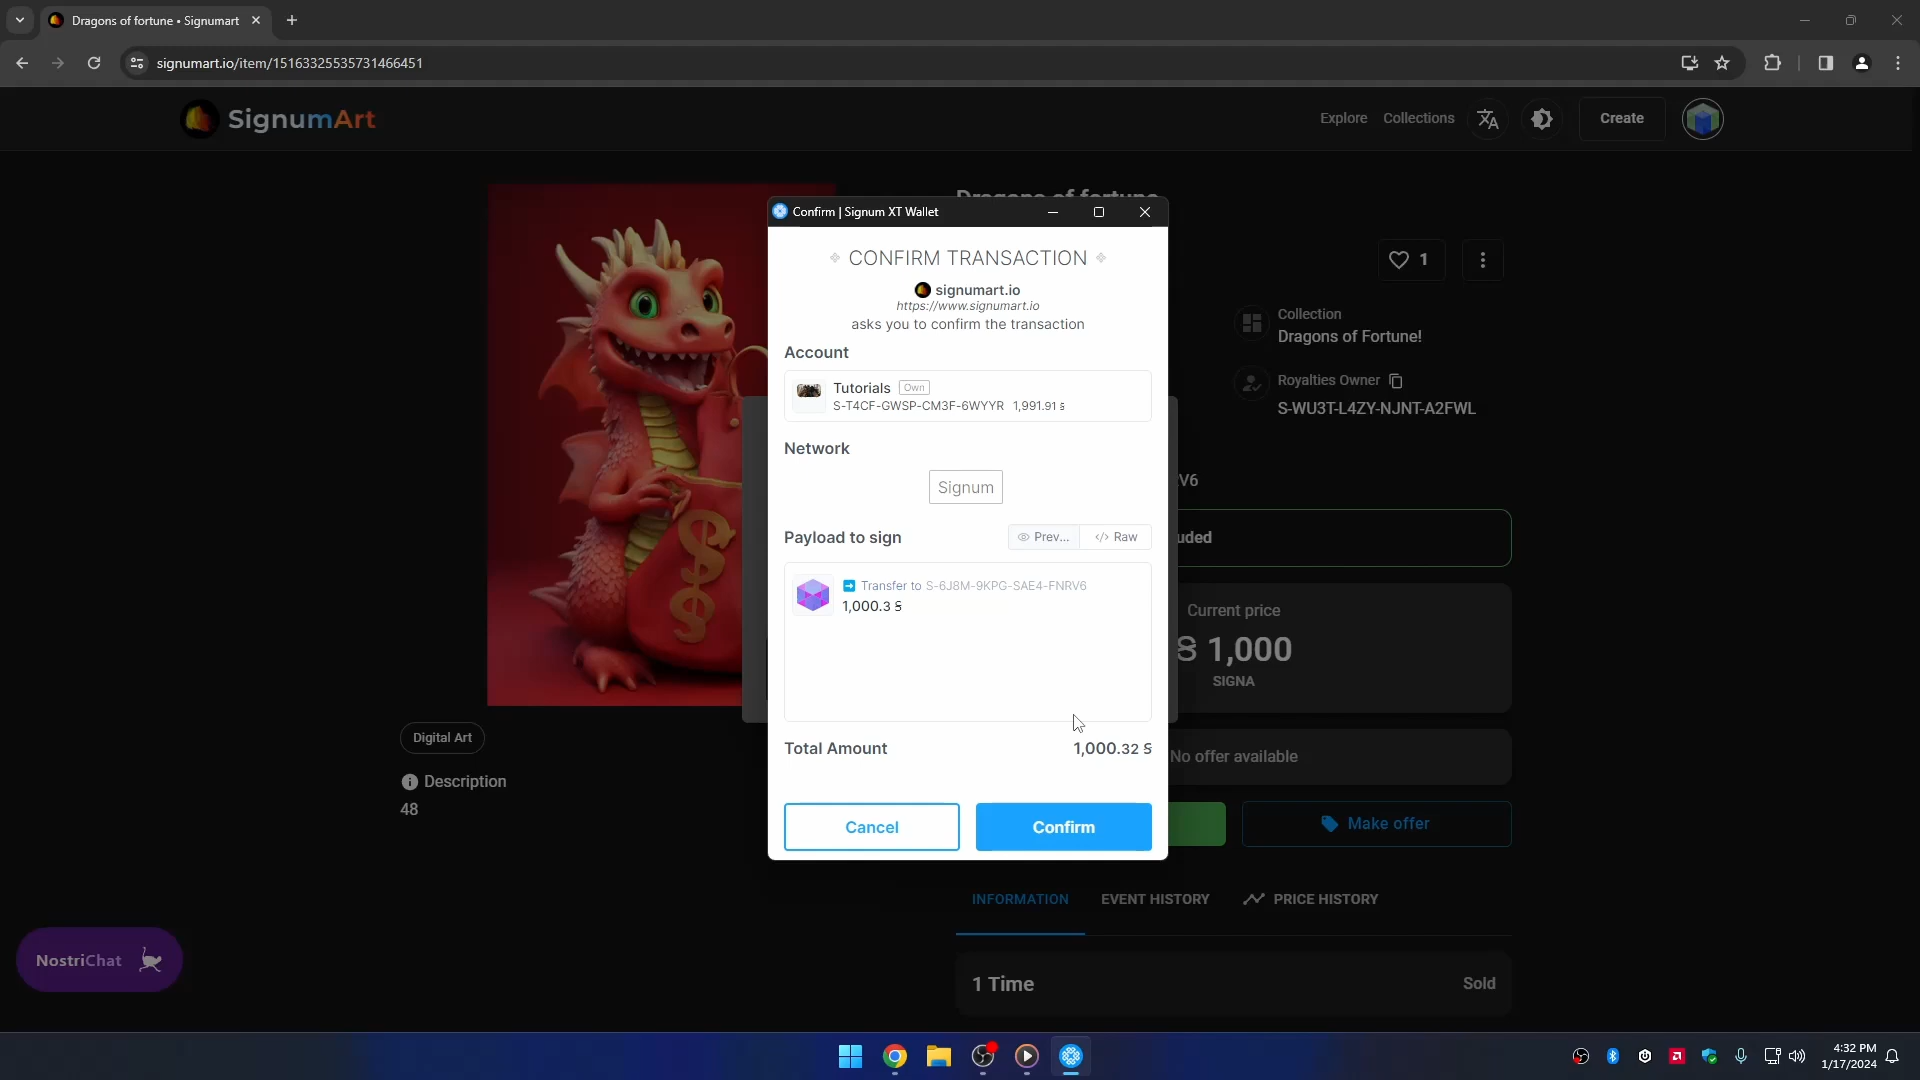 Dragons of fortune • Signumart
signumart.io/item/15163325535731466451
SignumArt
Explore
Collections
Create
Dragons of fortune
1
Collection
Dragons of Fortune!
Royalties Owner
S-WU3T-L4ZY-NJNT-A2FWL
V6
uded
Current price
1,000
SIGNA
No offer available
Make offer
INFORMATION
EVENT HISTORY
PRICE HISTORY
1 Time
Sold
Digital Art
Description
48
NostriChat
Confirm | Signum XT Wallet
CONFIRM TRANSACTION
signumart.io
https://www.signumart.io
asks you to confirm the transaction
Account
Tutorials Own
S-T4CF-GWSP-CM3F-6WYYR 1,991.91 Ꞩ
Network
Signum
Payload to sign
Prev...
</> Raw
Transfer to S-6J8M-9KPG-SAE4-FNRV6
1,000.3 Ꞩ
Total Amount
1,000.32 Ꞩ
Cancel
Confirm
4:32 PM
1/17/2024